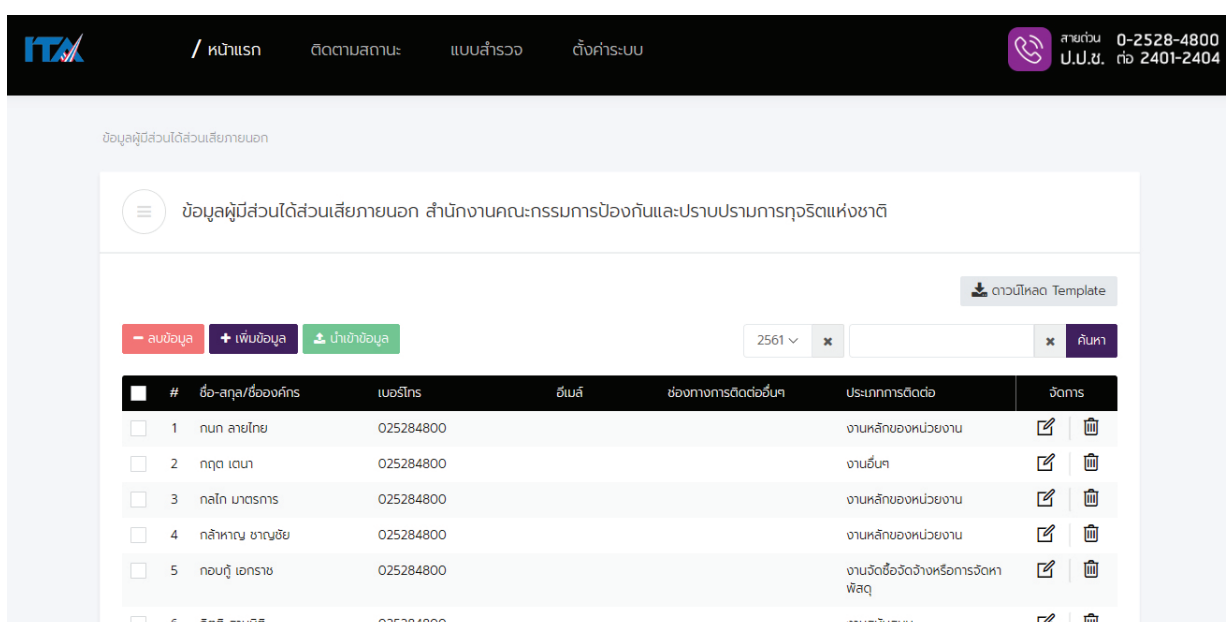 ITA
/ หน้าแรก ติดตามสถานะ แบบสำรวจ ตั้งค่าระบบ
สายด่วน 0-2528-4800
ป.ป.ช. ต่อ 2401-2404
ข้อมูลผู้มีส่วนได้ส่วนเสียภายนอก
ข้อมูลผู้มีส่วนได้ส่วนเสียภายนอก สำนักงานคณะกรรมการป้องกันและปราบปรามการทุจริตแห่งชาติ
ดาวน์โหลด Template
ลบข้อมูล เพิ่มข้อมูล นำเข้าข้อมูล 2561 ค้นหา
# ชื่อ-สกุล/ชื่อองค์กร เบอร์โทร อีเมล์ ช่องทางการติดต่ออื่นๆ ประเภทการติดต่อ จัดการ
1 กนก ลายไทย 025284800 งานหลักของหน่วยงาน
2 กฤต เตนา 025284800 งานอื่นๆ
3 กลไก มาตรการ 025284800 งานหลักของหน่วยงาน
4 กล้าหาญ ชาญชัย 025284800 งานหลักของหน่วยงาน
5 กอบกู้ เอกราช 025284800 งานจัดซื้อจัดจ้างหรือการจัดหา
พัสดุ